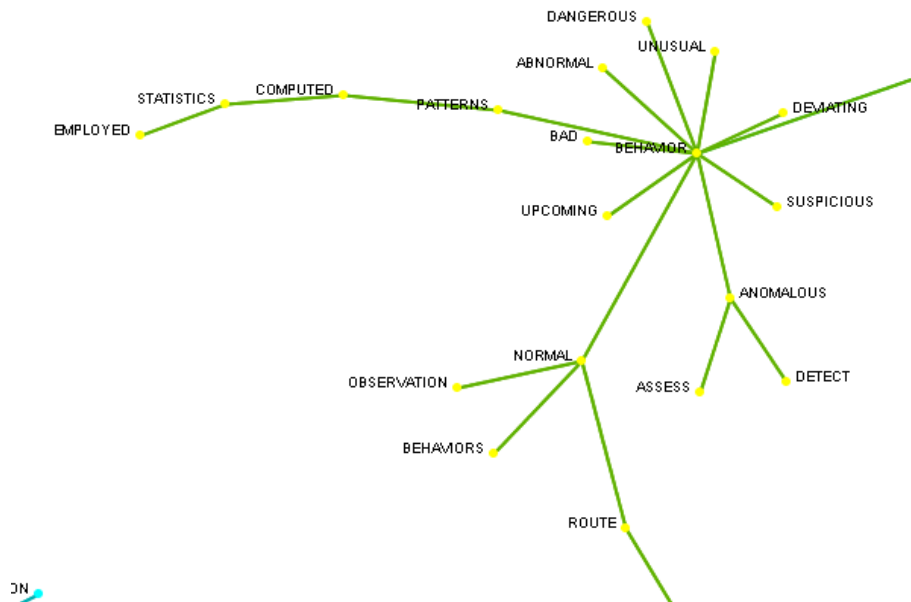 DANGEROUS
UNUSUAL
ABNORMAL
COMPUTED
STATISTICS
PATTERNS
DEVIATING
EMPLOYED
BAD
BEHAVIOR
SUSPICIOUS
UPCOMING
ANOMALOUS
NORMAL
OBSERVATION
ASSESS
DETECT
BEHAVIORS
ROUTE
ON